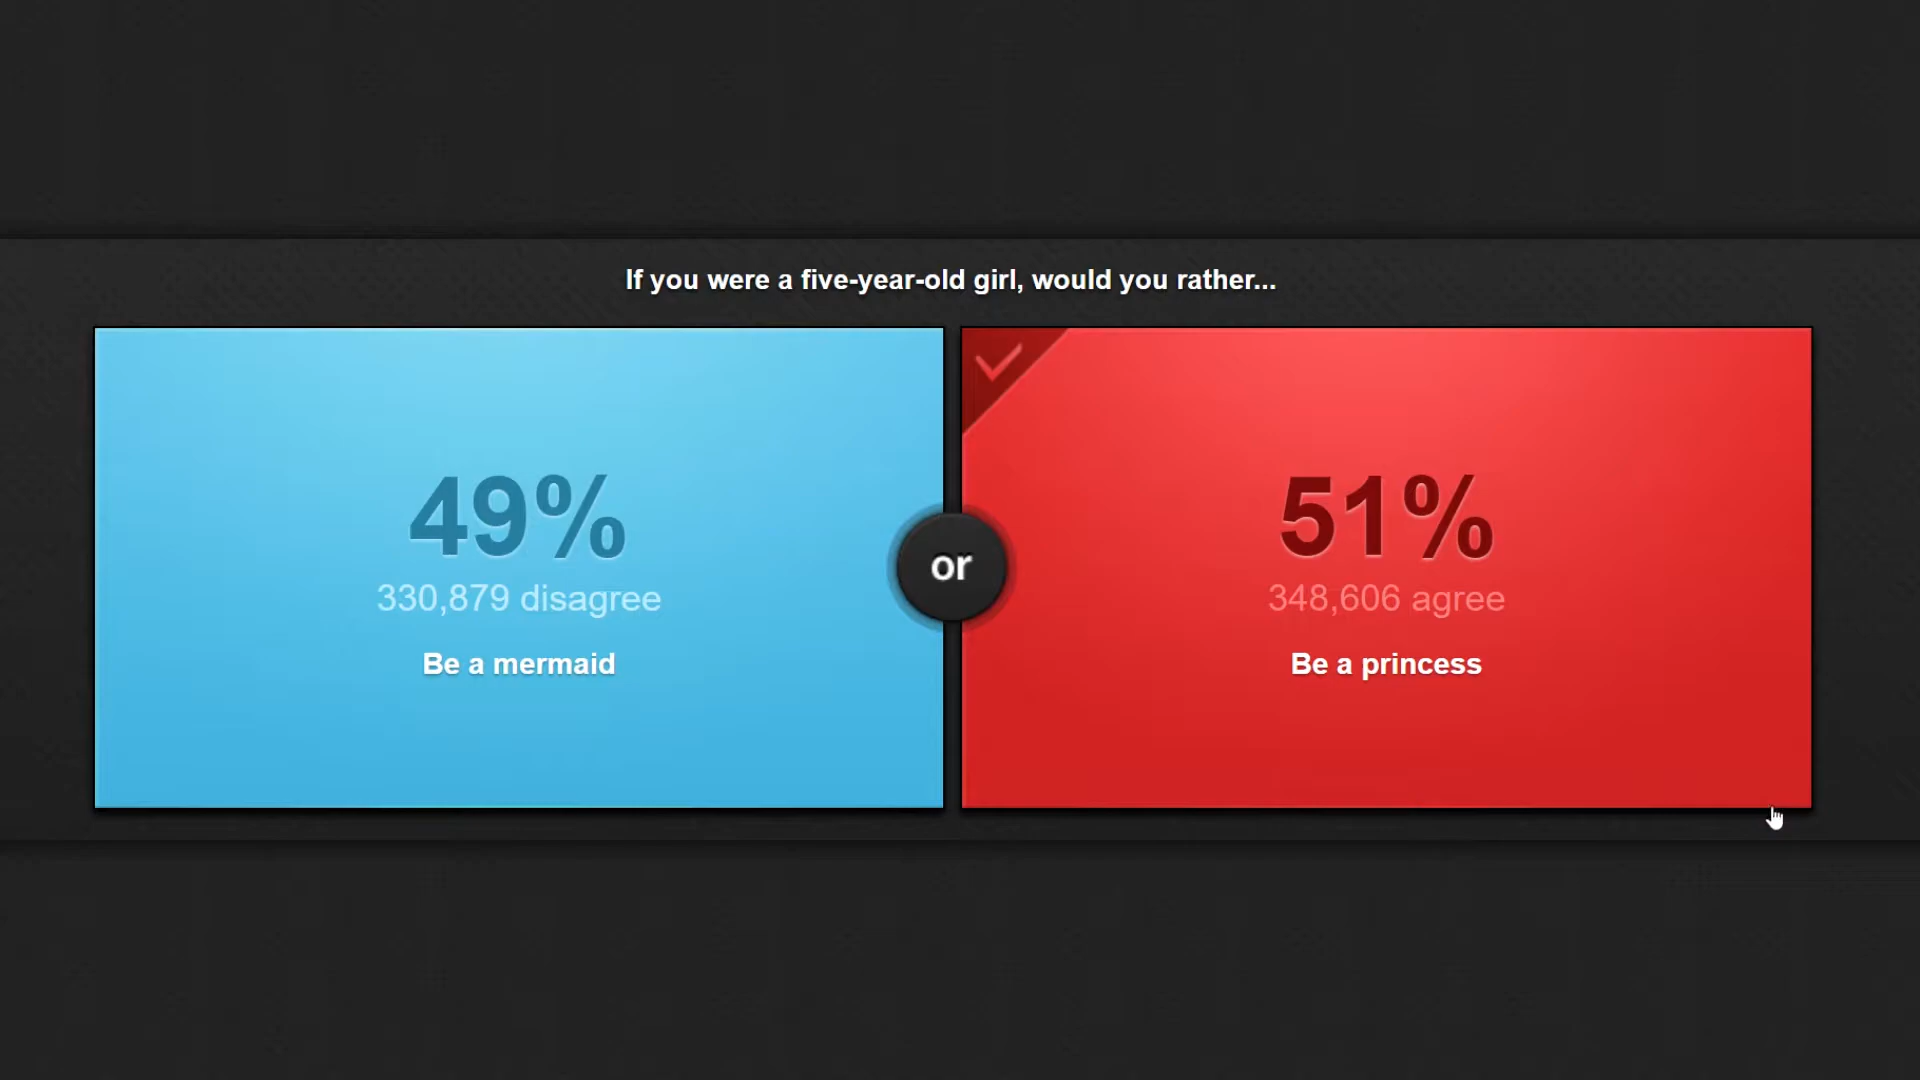 If you were a five-year-old girl, would you rather...
49%
330,879 disagree
Be a mermaid
or
51%
348,606 agree
Be a princess